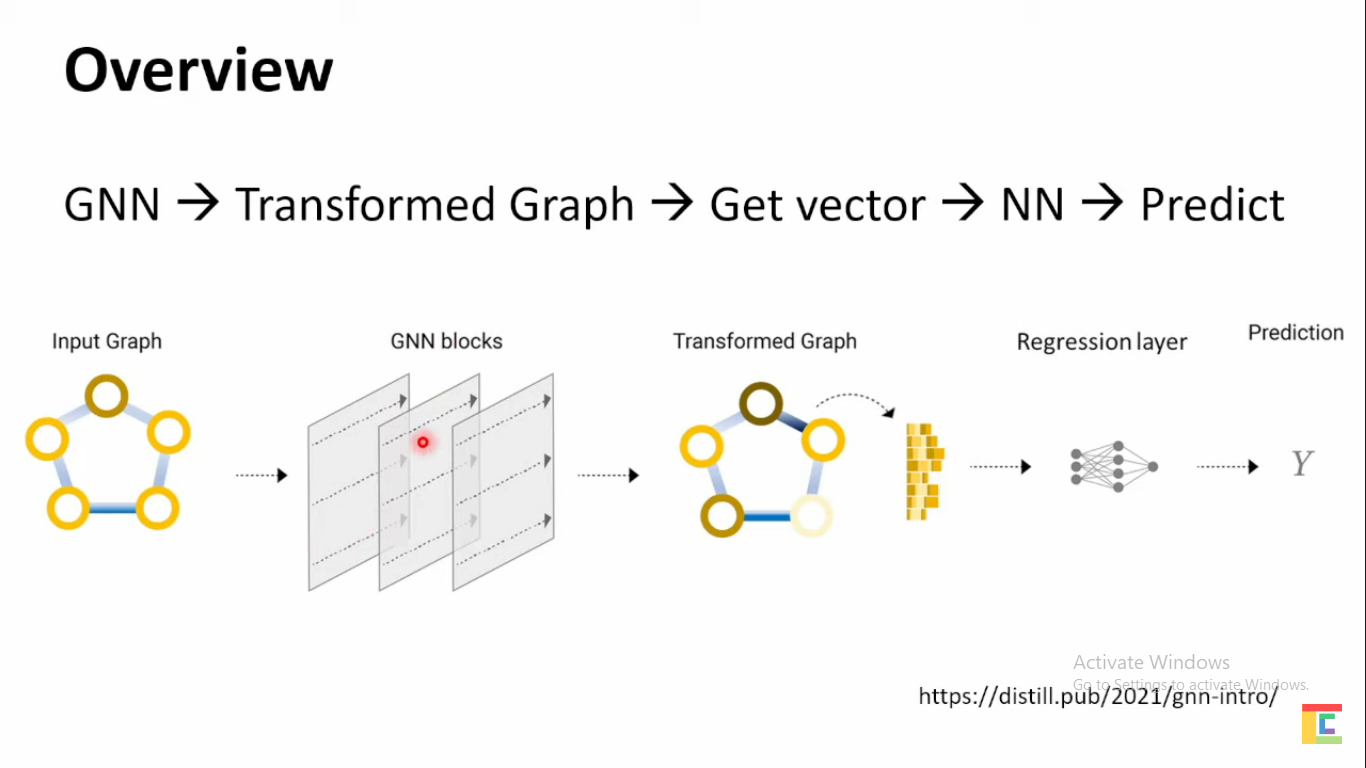 Overview
GNN → Transformed Graph → Get vector → NN → Predict
Input Graph
GNN blocks
Transformed Graph
Regression layer
Prediction
Y
Activate Windows
Go to Settings to activate Windows.
https://distill.pub/2021/gnn-intro/